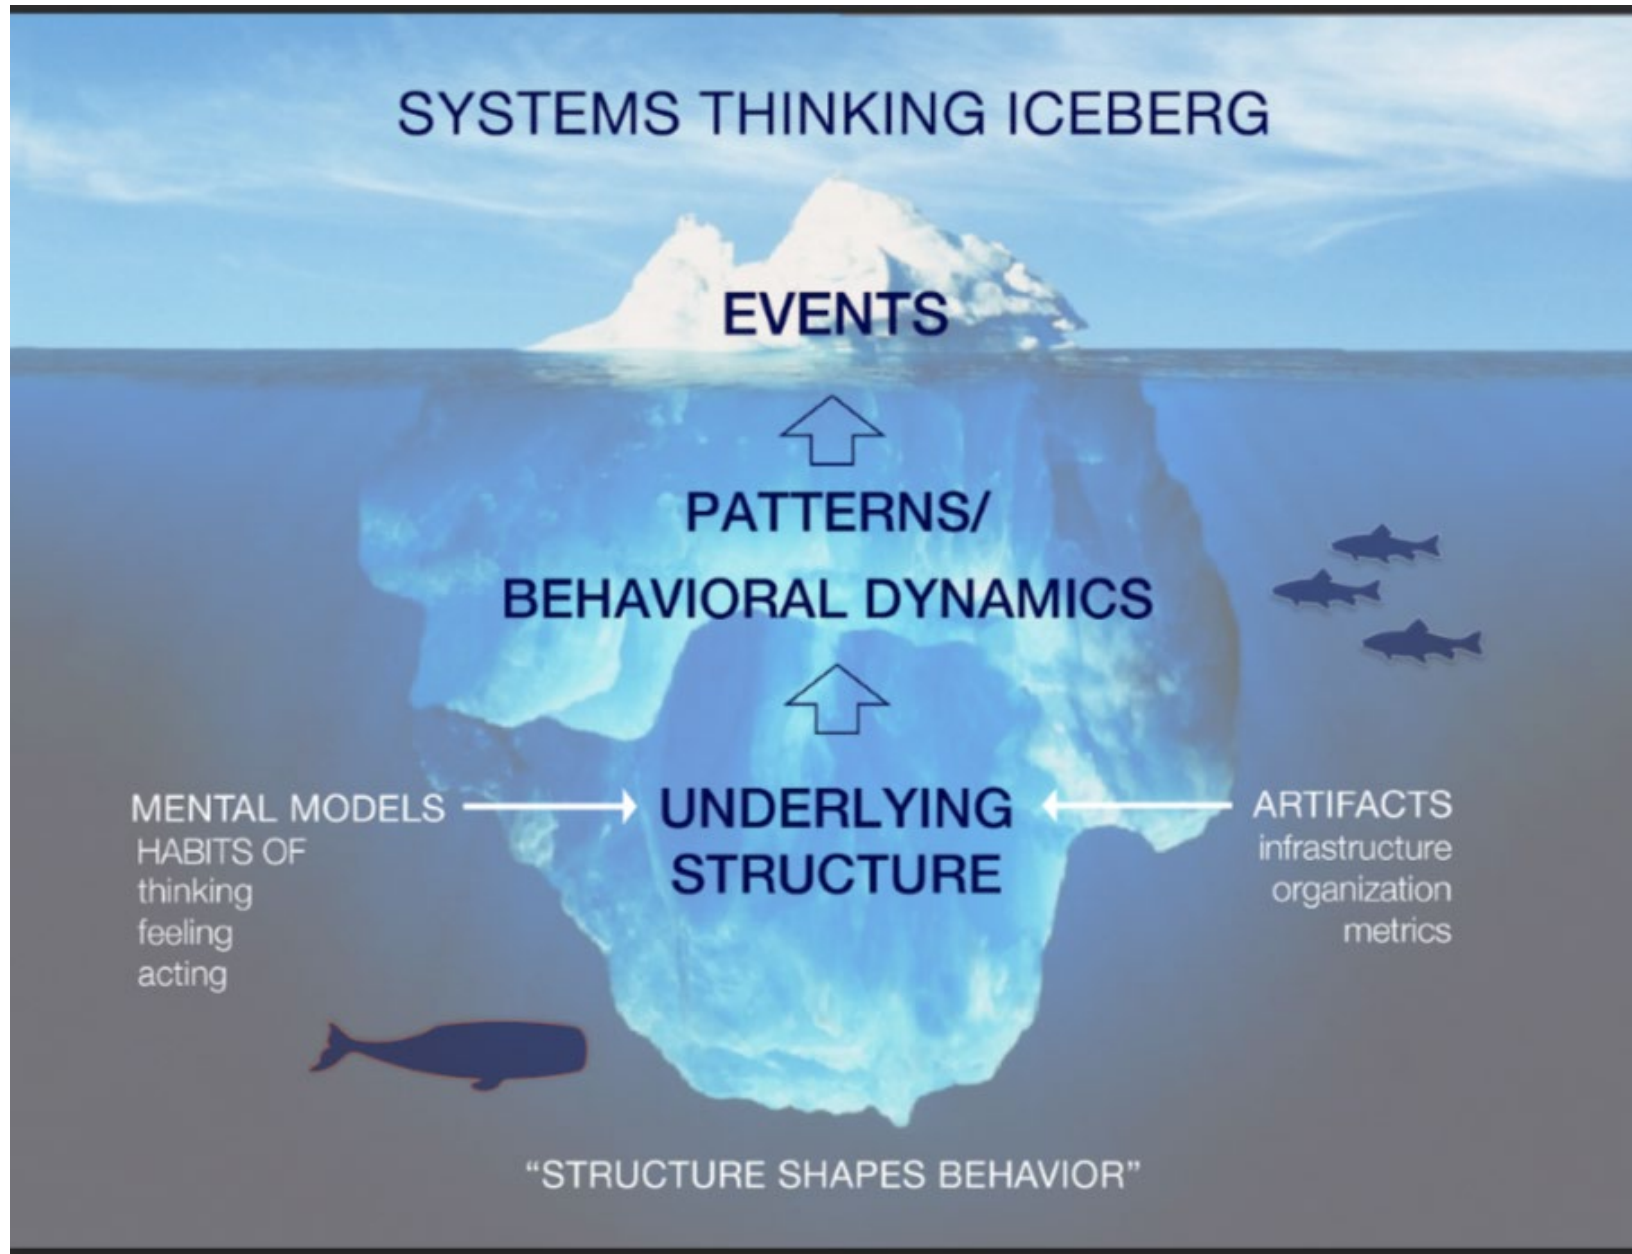 SYSTEMS THINKING ICEBERG
EVENTS
PATTERNS/
BEHAVIORAL DYNAMICS
UNDERLYING
STRUCTURE
MENTAL MODELS
HABITS OF
thinking
feeling
acting
ARTIFACTS
infrastructure
organization
metrics
“STRUCTURE SHAPES BEHAVIOR”